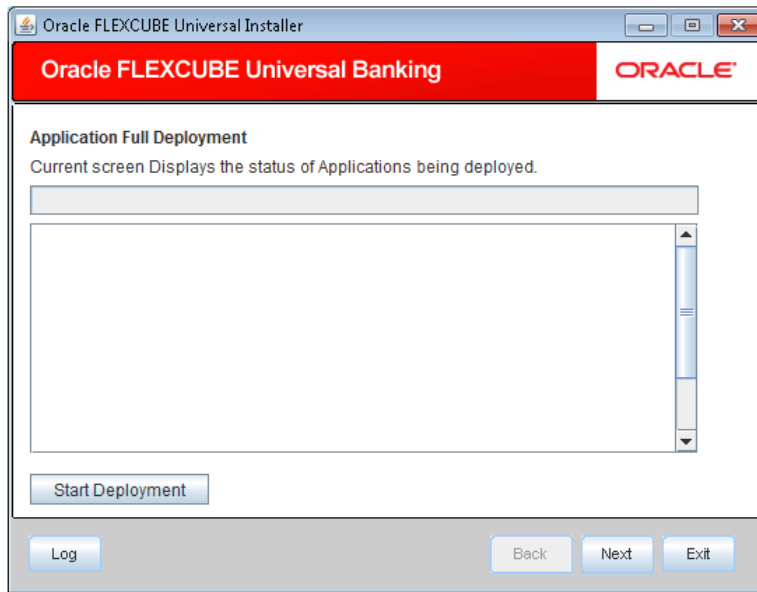 Oracle FLEXCUBE Universal Installer
Oracle FLEXCUBE Universal Banking
ORACLE
Application Full Deployment
Current screen Displays the status of Applications being deployed.
Start Deployment
Log
Back
Next
Exit